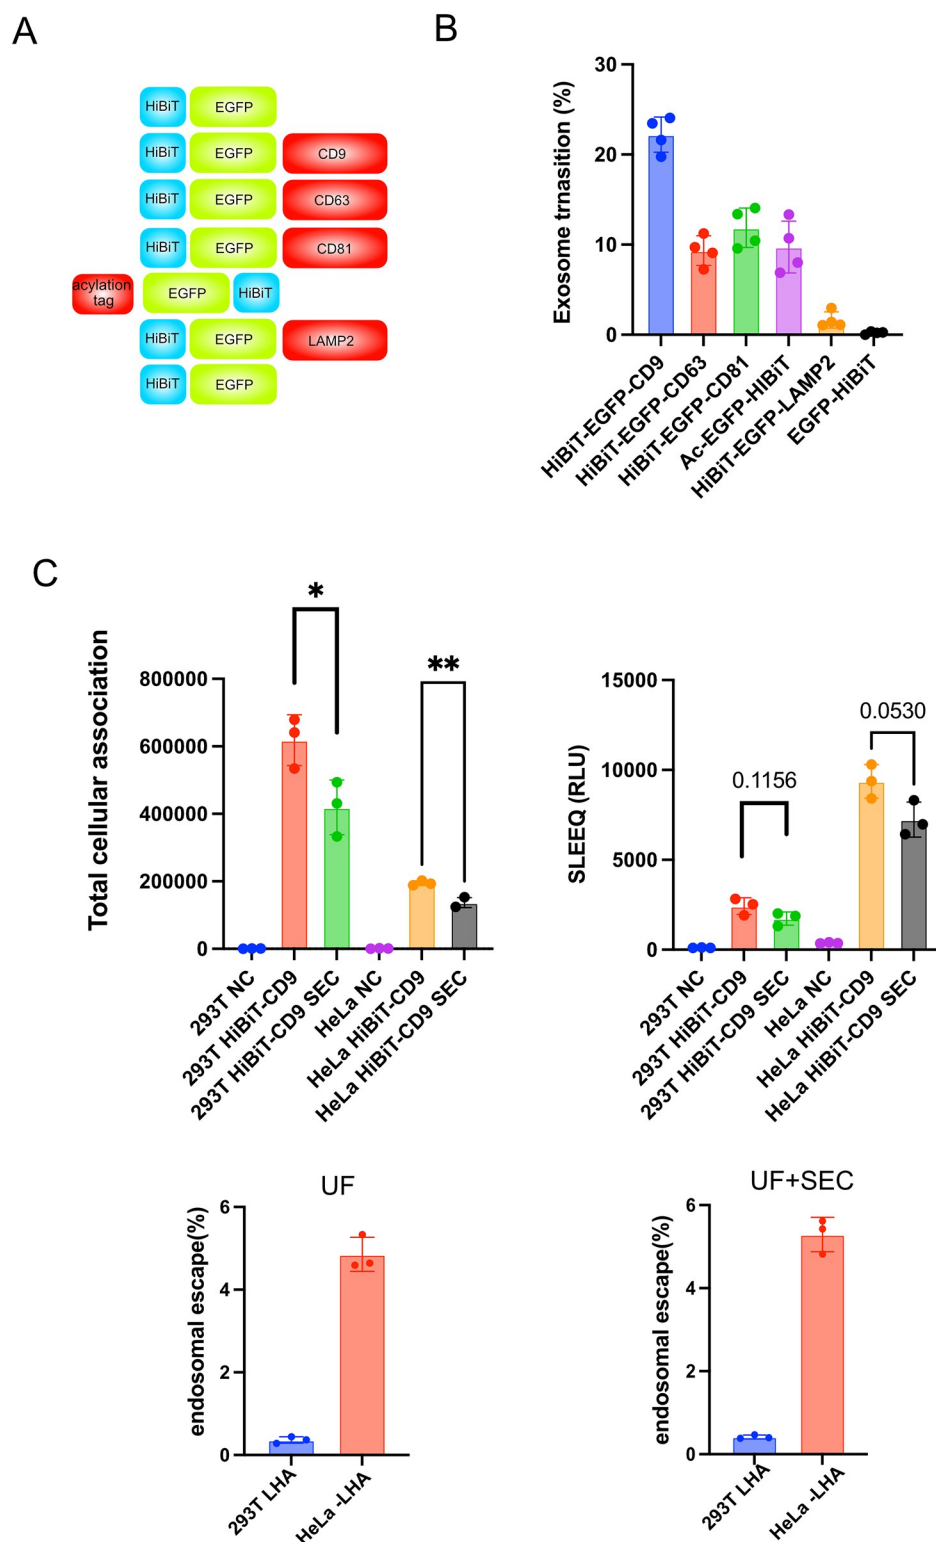 A
HiBiT EGFP
HiBiT EGFP CD9
HiBiT EGFP CD63
HiBiT EGFP CD81
acylation
tag EGFP HiBiT
HiBiT EGFP LAMP2
HiBiT EGFP
B
Exosome trnasition (%)
30
20
10
0
HiBiT-EGFP-CD9
HiBiT-EGFP-CD63
HiBiT-EGFP-CD81
Ac-EGFP-HIBiT
HiBiT-EGFP-LAMP2
EGFP-HiBiT
C
Total cellular association
800000
600000
400000
200000
0
*
**
293T NC
293T HiBiT-CD9
293T HiBiT-CD9 SEC
HeLa NC
HeLa HiBiT-CD9
HeLa HiBiT-CD9 SEC
SLEEQ (RLU)
15000
10000
5000
0
0.1156
0.0530
293T NC
293T HiBiT-CD9
293T HiBiT-CD9 SEC
HeLa NC
HeLa HiBiT-CD9
HeLa HiBiT-CD9 SEC
UF
endosomal escape(%)
6
4
2
0
293T LHA
HeLa -LHA
UF+SEC
endosomal escape(%)
6
4
2
0
293T LHA
HeLa -LHA